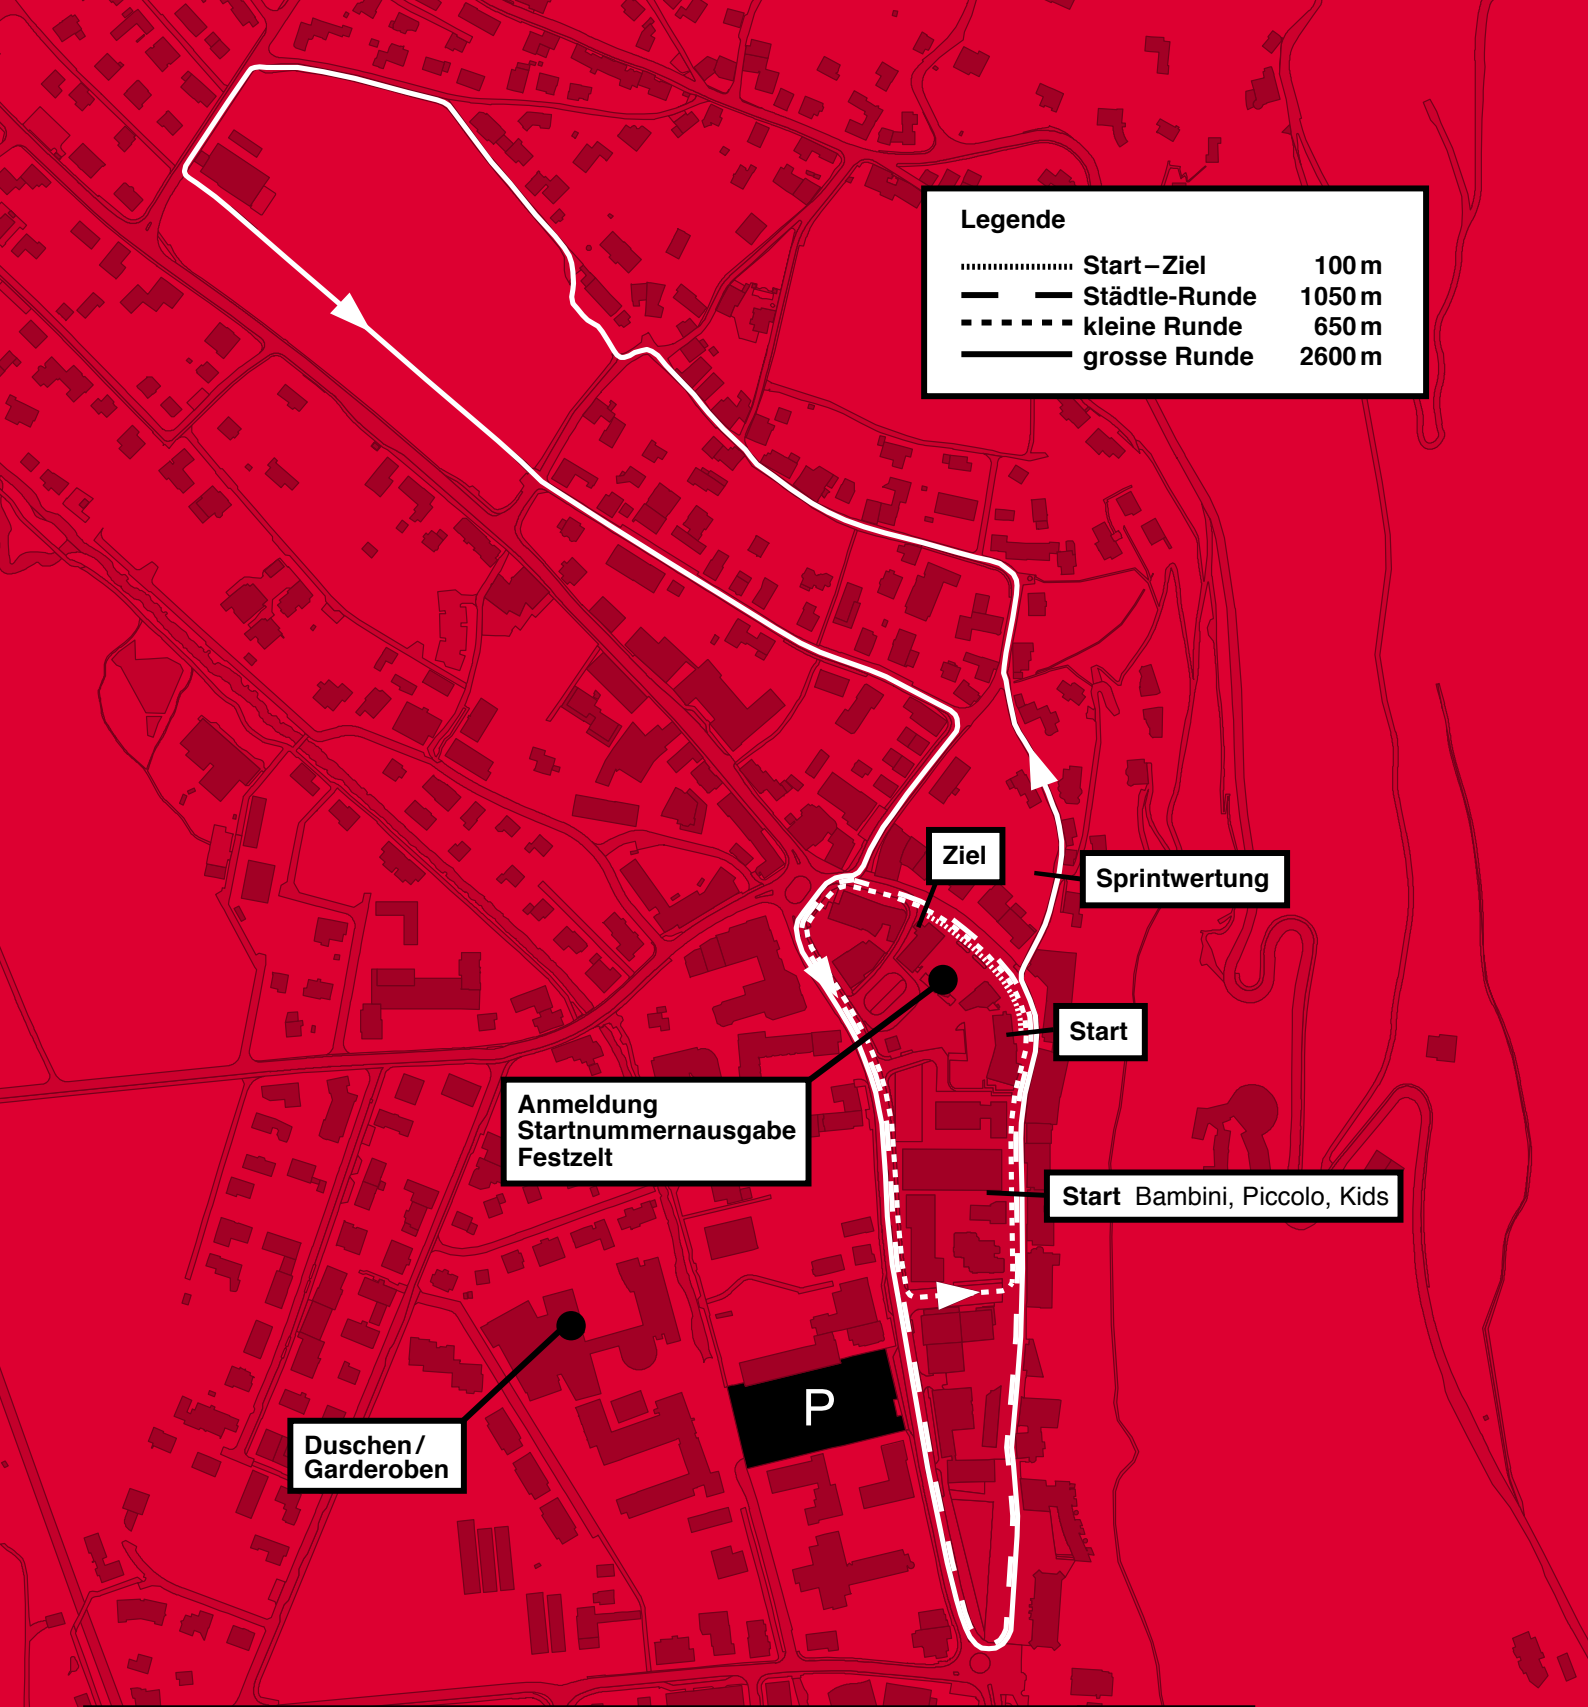 Legende
Start–Ziel 100 m
Städtle-Runde 1050 m
kleine Runde 650 m
grosse Runde 2600 m
Ziel
Sprintwertung
Start
Anmeldung
Startnummernausgabe
Festzelt
Start Bambini, Piccolo, Kids
P
Duschen/
Garderoben